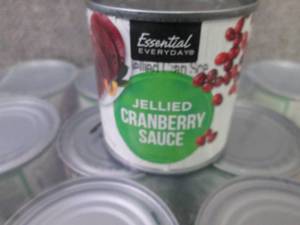 Essential
EVERYDAY®
JELLIED
CRANBERRY
SAUCE